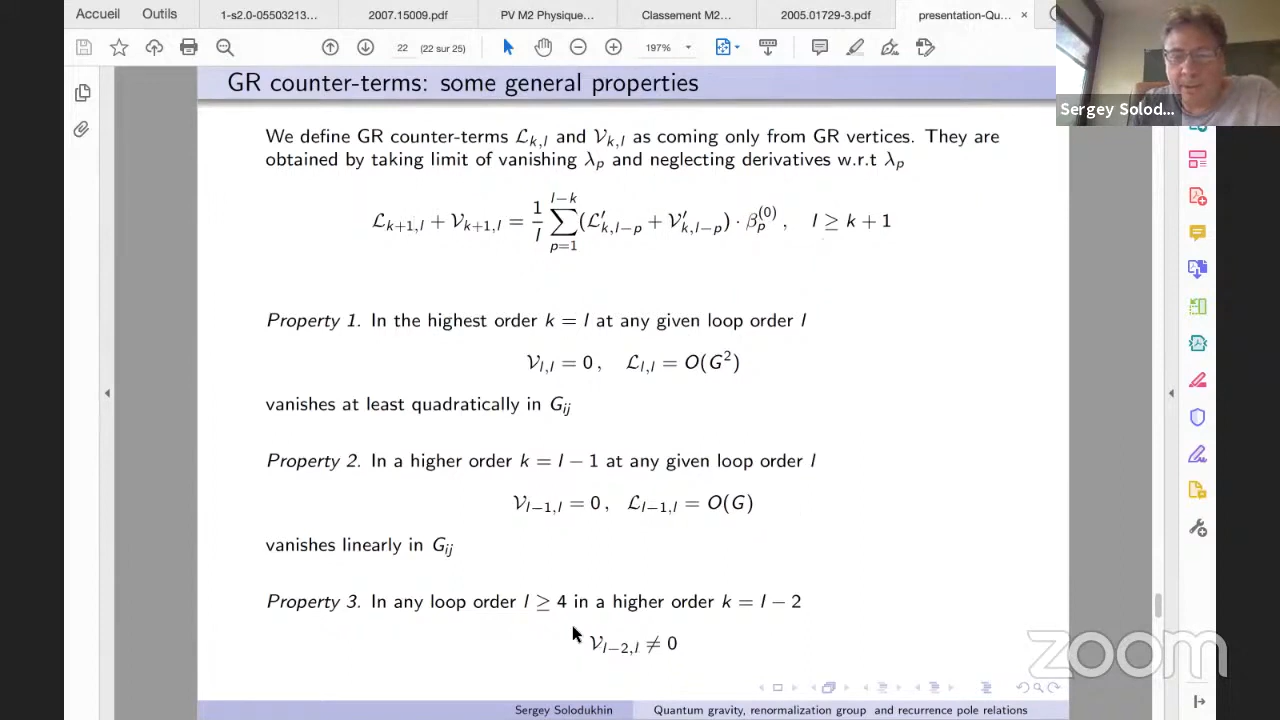 Accueil Outils 1-s2.0-05503213... 2007.15009.pdf PV M2 Physique... Classement M2... 2005.01729-3.pdf presentation-Qu... ×
22 (22 sur 25) 197%
GR counter-terms: some general properties
Sergey Solod...
We define GR counter-terms ℒ_{k,l} and 𝒱_{k,l} as coming only from GR vertices. They are
obtained by taking limit of vanishing λ_p and neglecting derivatives w.r.t λ_p
ℒ_{k+1,l} + 𝒱_{k+1,l} = \frac{1}{l} \sum_{p=1}^{l−k} (ℒ′_{k,l−p} + 𝒱′_{k,l−p}) · β_p^{(0)} , l ≥ k + 1
Property 1. In the highest order k = l at any given loop order l
𝒱_{l,l} = 0 , ℒ_{l,l} = O(G²)
vanishes at least quadratically in G_{ij}
Property 2. In a higher order k = l − 1 at any given loop order l
𝒱_{l−1,l} = 0 , ℒ_{l−1,l} = O(G)
vanishes linearly in G_{ij}
Property 3. In any loop order l ≥ 4 in a higher order k = l − 2
𝒱_{l−2,l} ≠ 0
zoom
Sergey Solodukhin Quantum gravity, renormalization group and recurrence pole relations